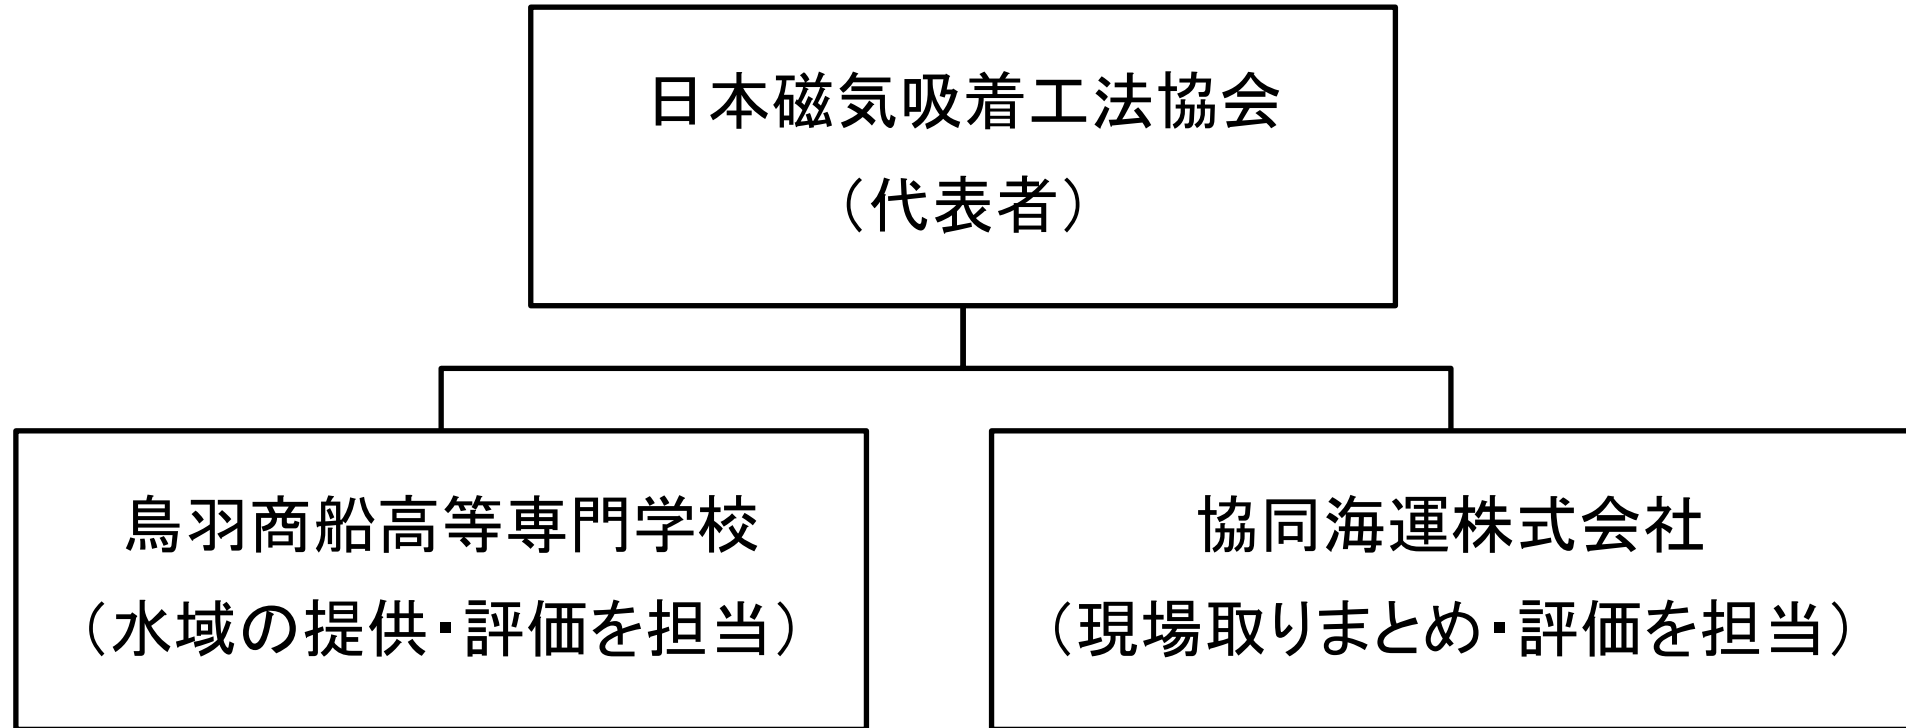 日本磁気吸着工法協会
（代表者）
鳥羽商船高等専門学校
（水域の提供・評価を担当）
協同海運株式会社
（現場取りまとめ・評価を担当）